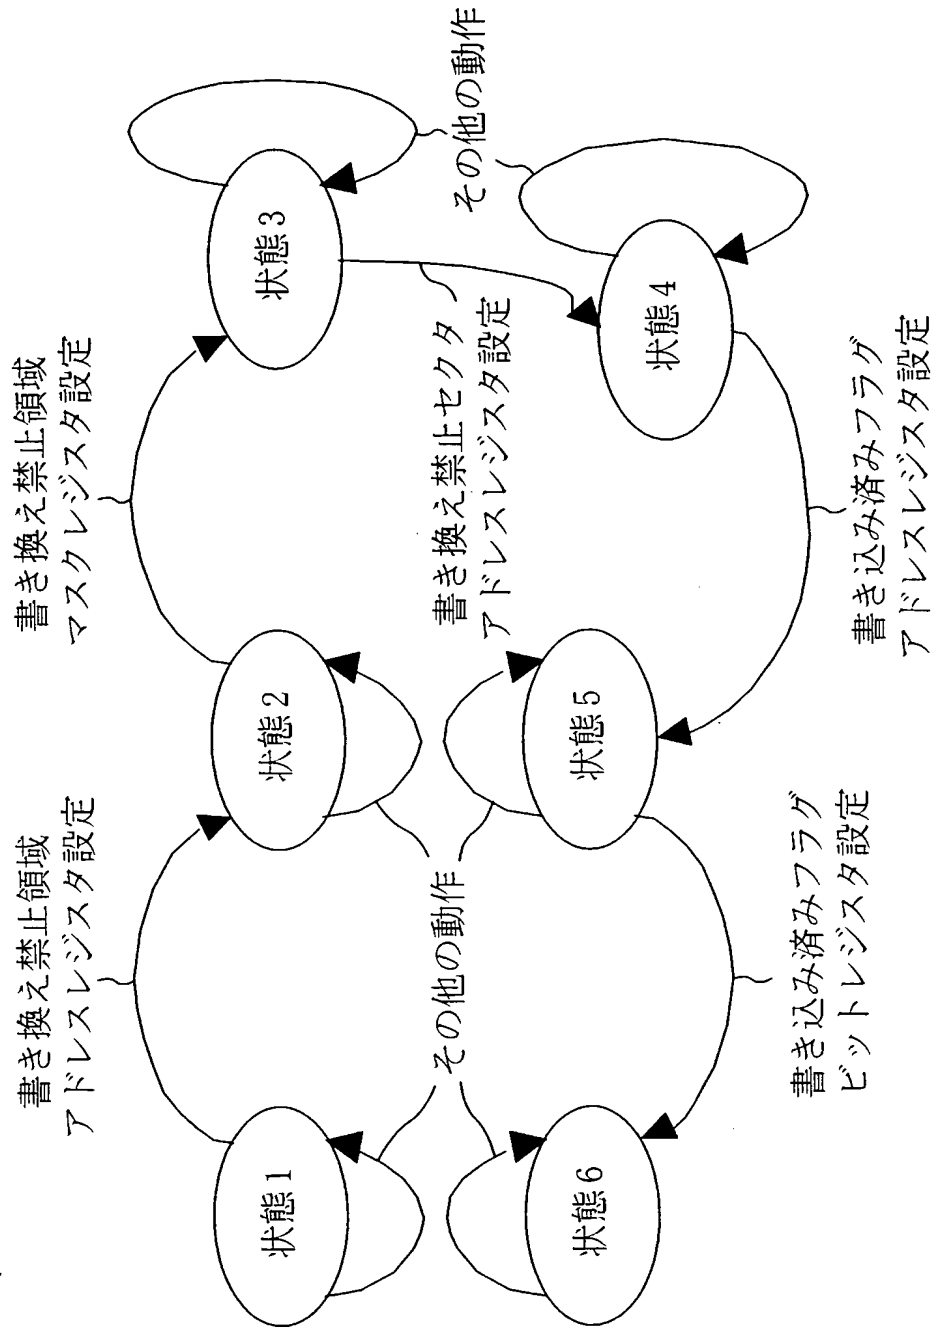 書き換え禁止領域
アドレスレジスタ設定
書き換え禁止領域
マスクレジスタ設定
状態1
状態2
状態3
その他の動作
書き換え禁止セクタ
アドレスレジスタ設定
その他の動作
状態6
状態5
状態4
書き込み済みフラグ
ビットレジスタ設定
書き込み済みフラグ
アドレスレジスタ設定